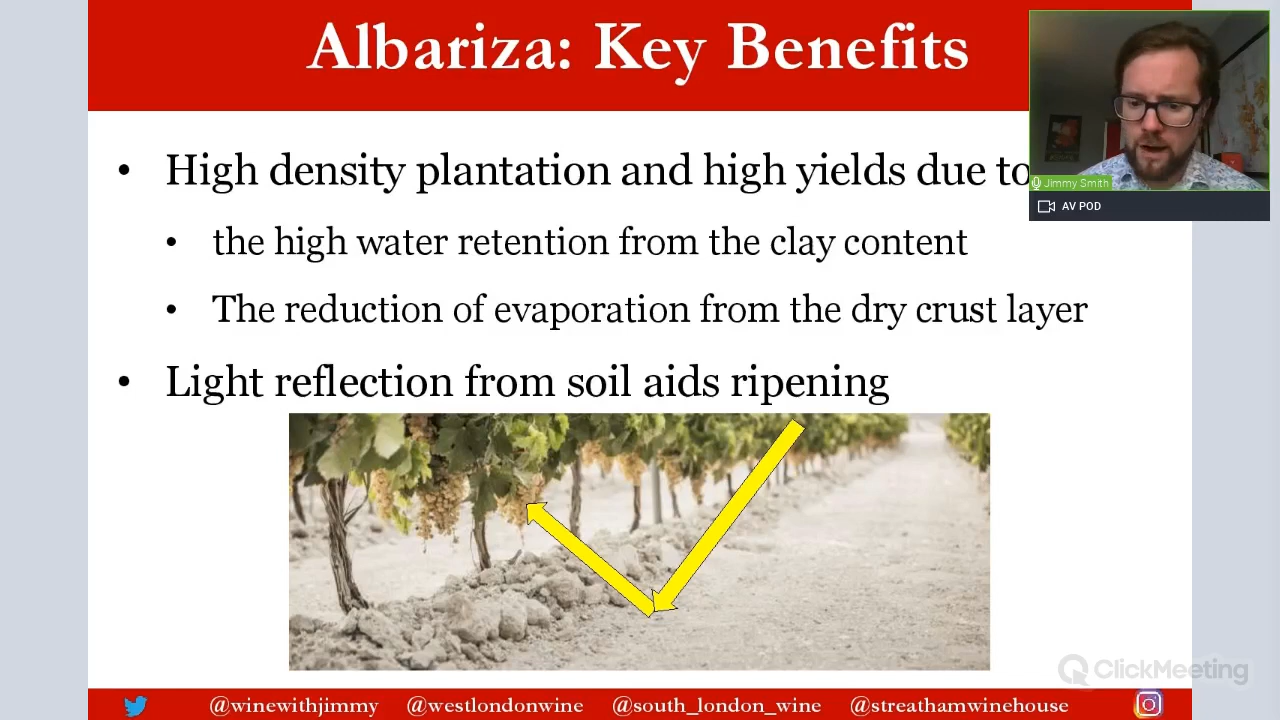 Albariza: Key Benefits
• High density plantation and high yields due to
• the high water retention from the clay content
• The reduction of evaporation from the dry crust layer
• Light reflection from soil aids ripening
Jimmy Smith
AV POD
ClickMeeting
@winewithjimmy @westlondonwine @south_london_wine @streathamwinehouse